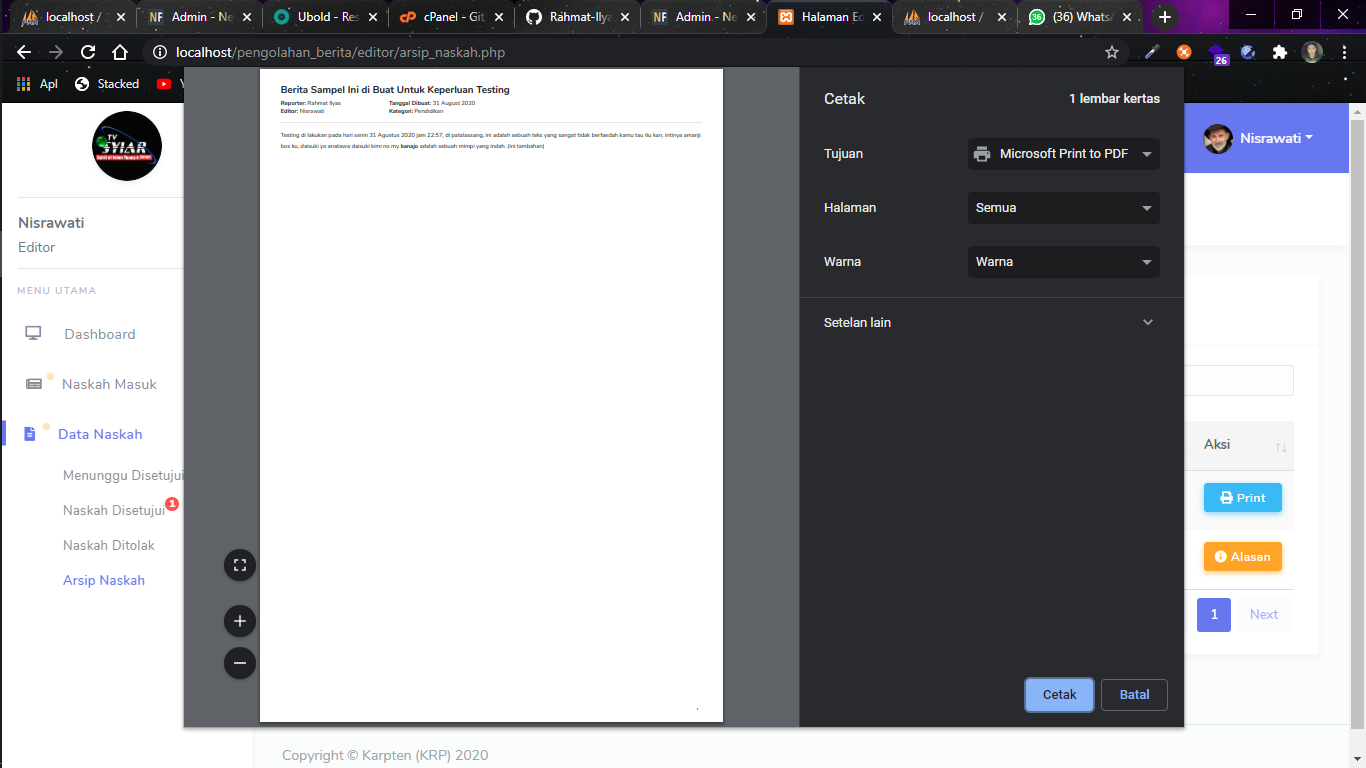 localhost /
Admin - Ne
Ubold - Res
cPanel - Git
Rahmat-Ilya
Admin - Ne
Halaman Ed
localhost /
(36) Whats
localhost/pengolahan_berita/editor/arsip_naskah.php
26
Apl
Stacked
TV
SYIAR
Nisrawati
Editor
MENU UTAMA
Dashboard
Naskah Masuk
Data Naskah
Menunggu Disetujui
Naskah Disetujui 1
Naskah Ditolak
Arsip Naskah
Berita Sampel Ini di Buat Untuk Keperluan Testing
Reporter: Rahmat Ilyas Tanggal Dibuat: 31 August 2020
Editor: Nisrawati Kategori: Pendidikan
Testing di lakukan pada hari senin 31 Agustus 2020 jam 22:57, di patalassang, ini adalah sebuah teks yang sangat tidak berfaedah kamu tau itu kan, intinya amanji
bos ku, daisuki yo anatawa daisuki kimi no my kanajo adalah sebuah mimpi yang indah. (ini tambahan)
Cetak 1 lembar kertas
Tujuan Microsoft Print to PDF
Halaman Semua
Warna Warna
Setelan lain
Cetak Batal
Nisrawati
Aksi
Print
Alasan
1 Next
Copyright © Karpten (KRP) 2020